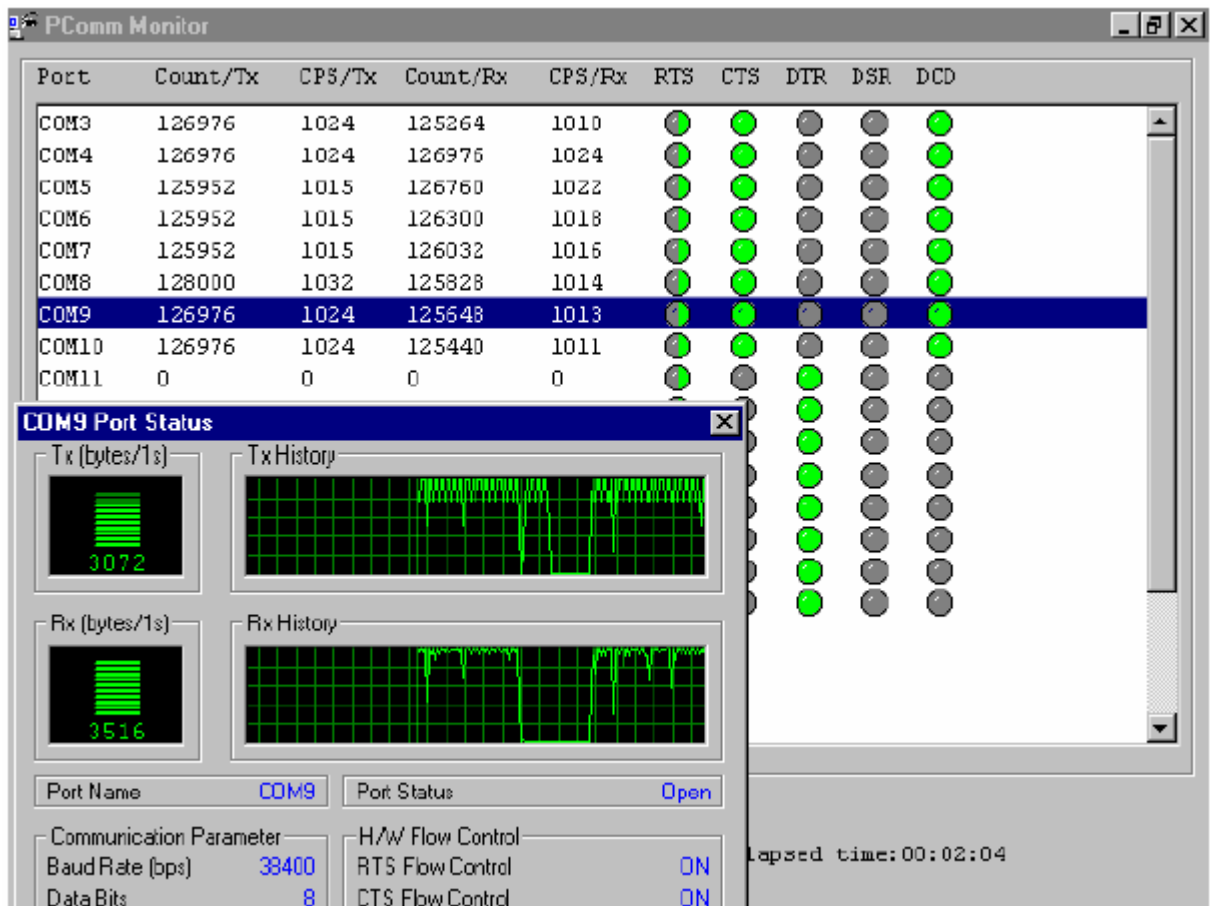 PComm Monitor
Port Count/Tx CPS/Tx Count/Rx CPS/Rx RTS CTS DTR DSR DCD
COM3 126976 1024 125264 1010
COM4 126976 1024 126976 1024
COM5 125952 1015 126760 1022
COM6 125952 1015 126300 1018
COM7 125952 1015 126032 1016
COM8 128000 1032 125828 1014
COM9 126976 1024 125648 1013
COM10 126976 1024 125440 1011
COM11 0 0 0 0
COM9 Port Status
Tx (bytes/1s) Tx History
3072
Rx (bytes/1s) Rx History
3516
Port Name COM9 Port Status Open
Communication Parameter H/W Flow Control
lapsed time:00:02:04
Baud Rate (bps) 38400 RTS Flow Control ON
Data Bits 8 CTS Flow Control ON